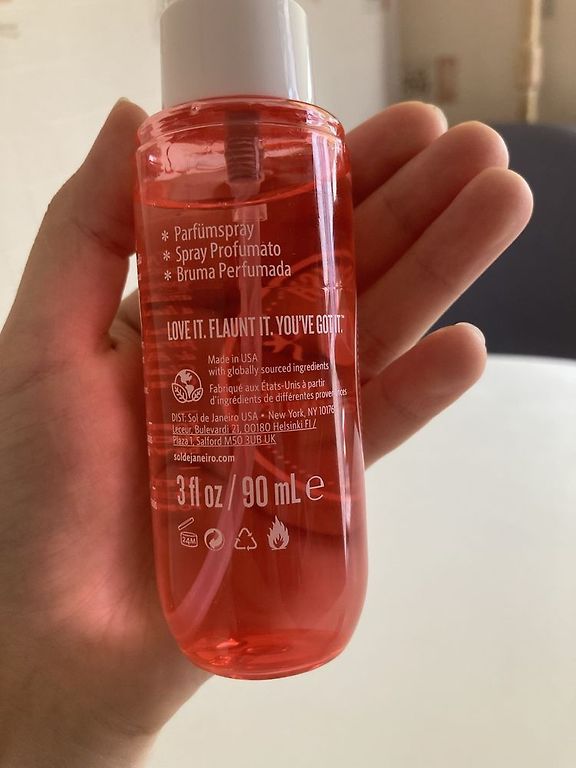 * Parfümspray
* Spray Profumato
* Bruma Perfumada
LOVE IT. FLAUNT IT. YOU'VE GOT IT.™
Made in USA
with globally sourced ingredients
Fabriqué aux États-Unis à partir
d'ingrédients de différentes provenances
DIST: Sol de Janeiro USA • New York, NY 10176
Bulevardi 21, 00180 Helsinki FI /
Plaza 1, Salford M50 3UB UK
soldejaneiro.com
3 fl oz / 90 mL ℮
24M